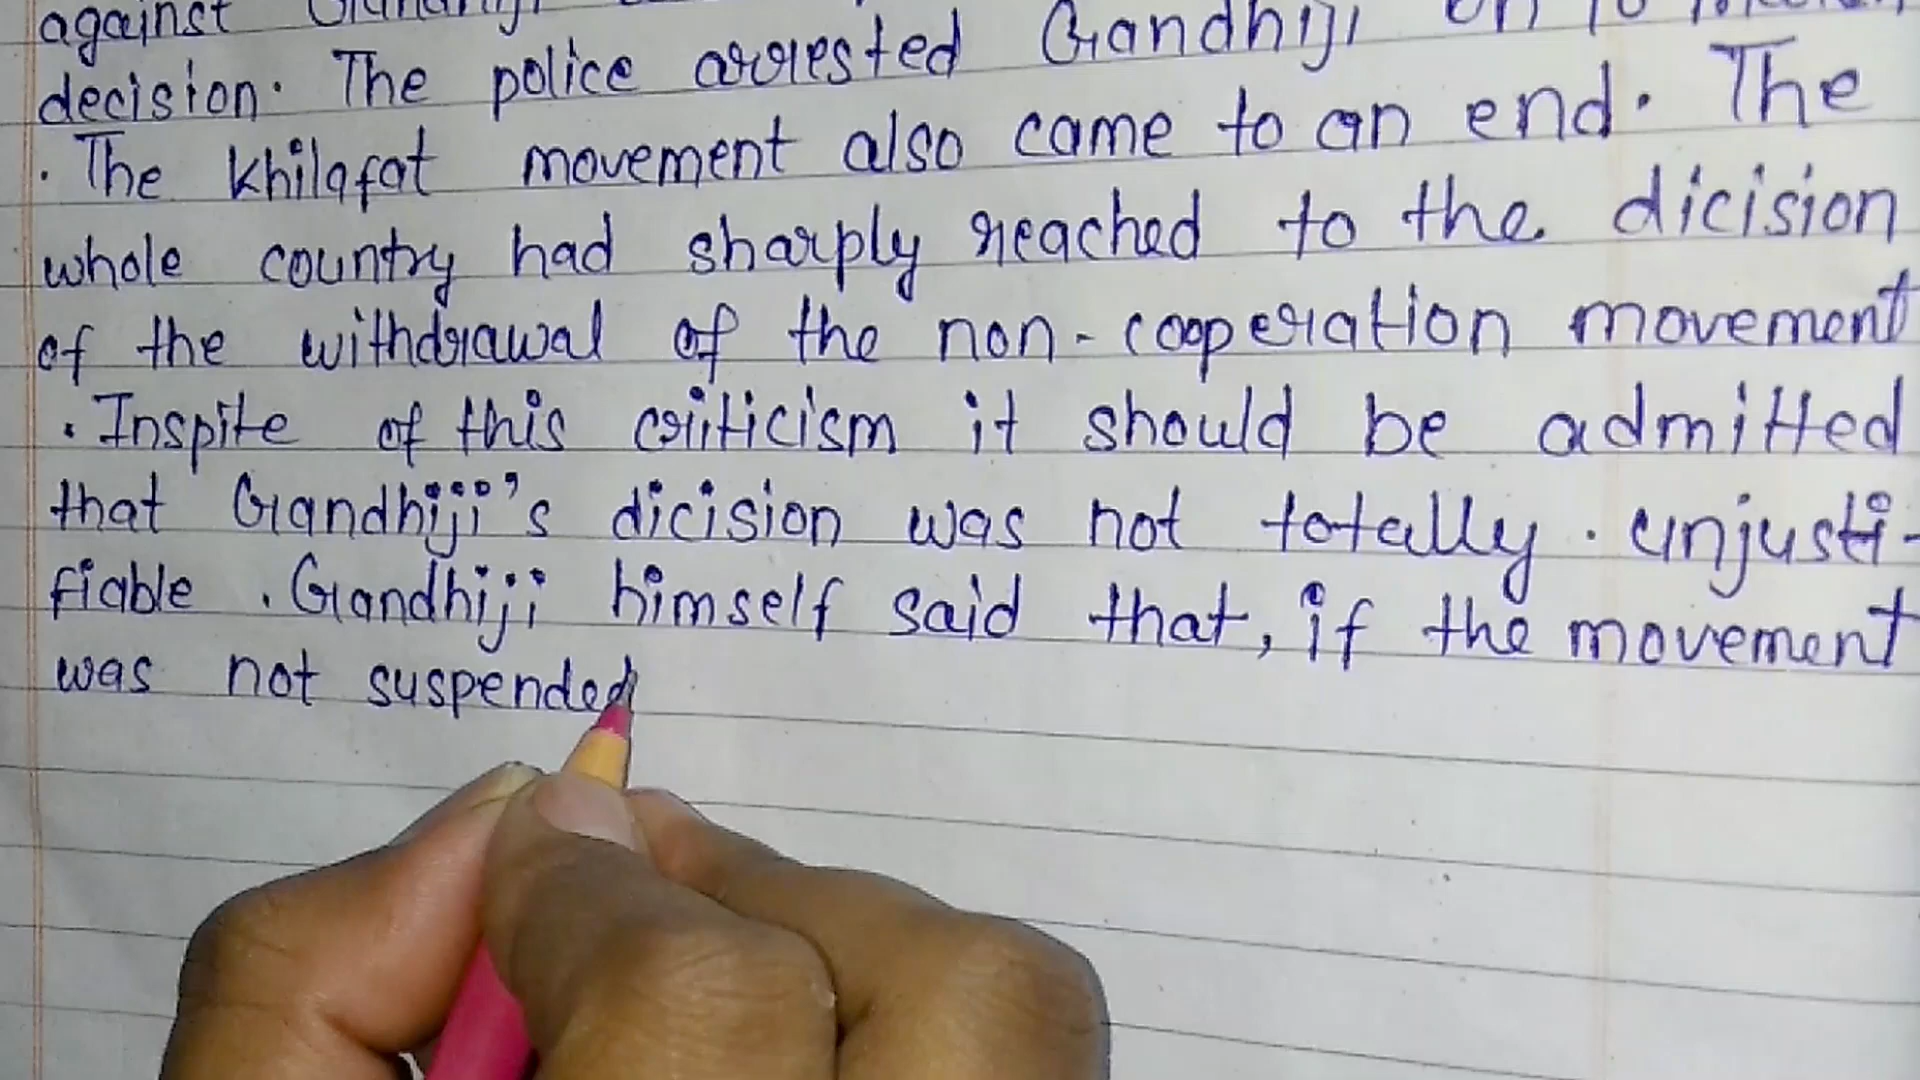 against Gandhiji
decision. The police arrested Gandhiji on 10
. The Khilafat movement also came to an end. The
whole country had sharply reached to the dicision
of the withdrawal of the non-cooperation movement
. Inspite of this criticism it should be admitted
that Gandhiji's dicision was not totally . unjusti-
fiable . Gandhiji himself said that, if the movement
was not suspended